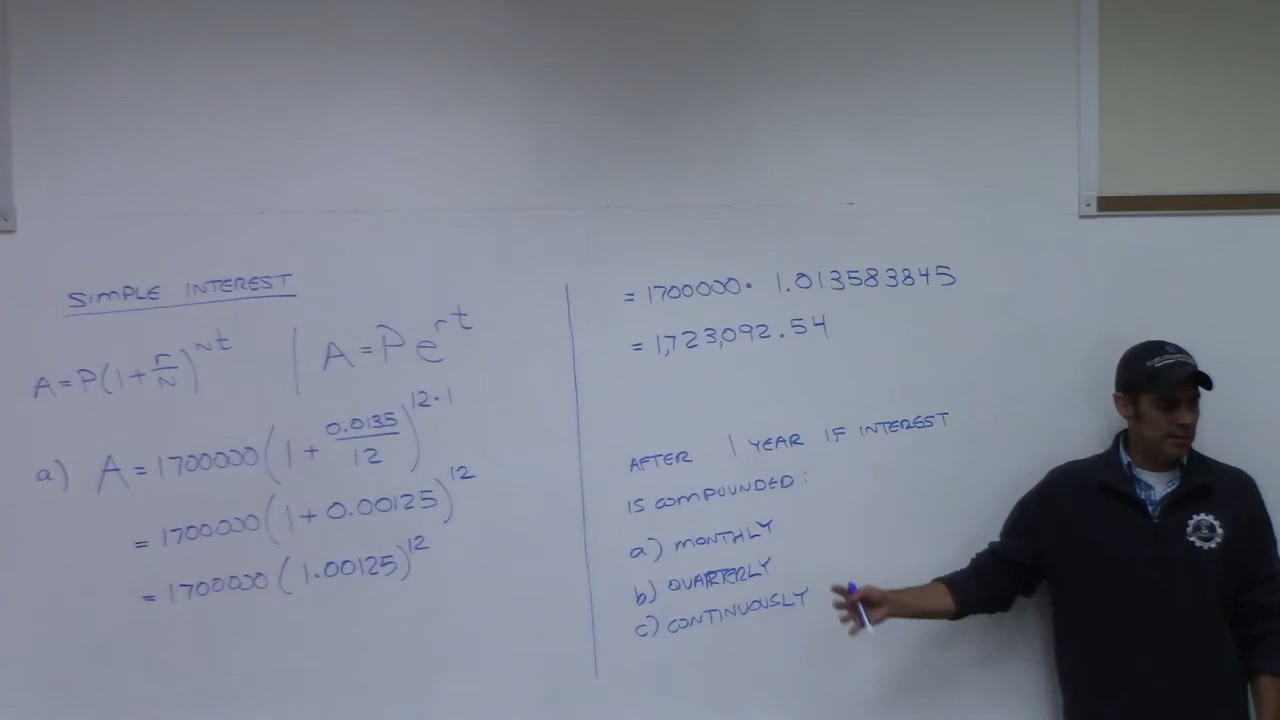 SIMPLE INTEREST
A=P(1+r/N)^Nt | A=Pe^rt
a) A=1700000(1+0.0135/12)^12·1
=1700000(1+0.00125)^12
=1700000(1.00125)^12
=1700000· 1.013583845
=1,723,092.54
AFTER 1 YEAR IF INTEREST
IS COMPOUNDED:
a) MONTHLY
b) QUARTERLY
c) CONTINUOUSLY